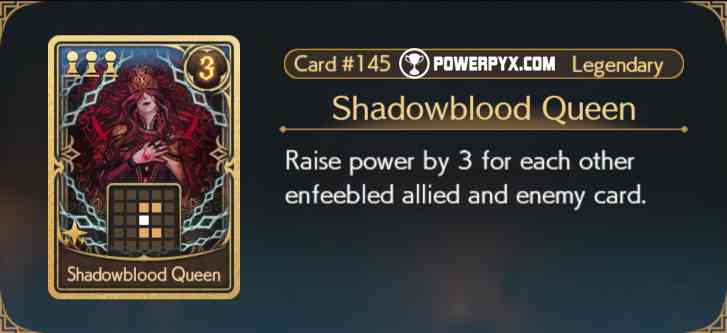 3
Shadowblood Queen
Card #145 POWERPYX.COM Legendary
Shadowblood Queen
Raise power by 3 for each other
enfeebled allied and enemy card.